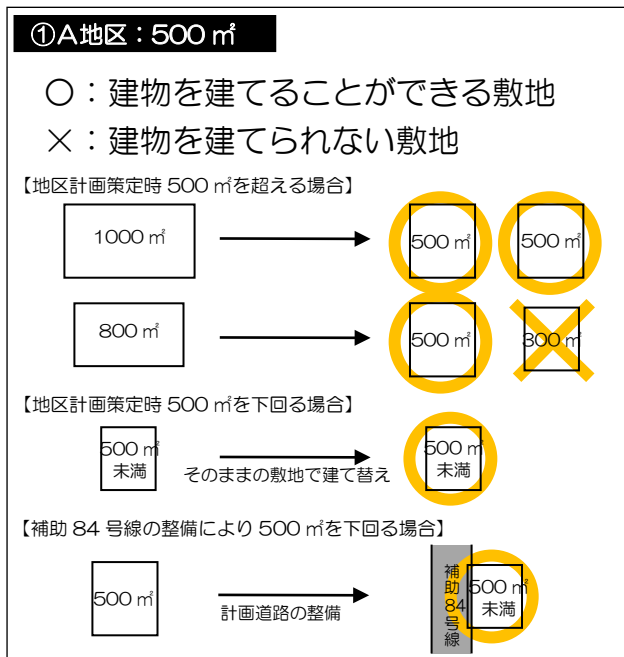 ①A地区：500㎡
○：建物を建てることができる敷地
×：建物を建てられない敷地
【地区計画策定時500㎡を超える場合】
1000㎡
500㎡
500㎡
800㎡
500㎡
300㎡
【地区計画策定時500㎡を下回る場合】
500㎡
未満
そのままの敷地で建て替え
500㎡
未満
【補助84号線の整備により500㎡を下回る場合】
500㎡
計画道路の整備
補助84号線
500㎡
未満